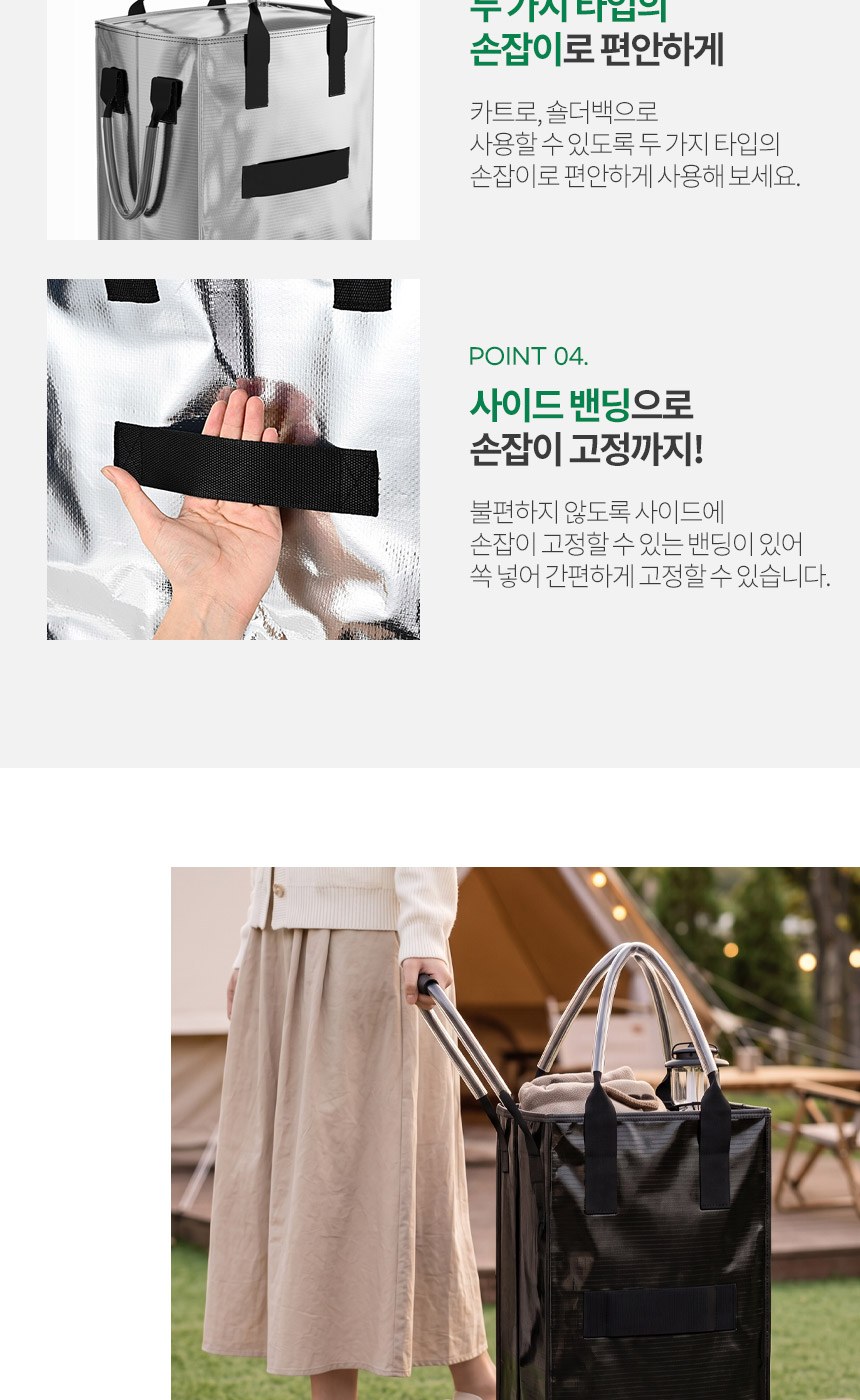 두 가지 타입의
손잡이로 편안하게
카트로, 숄더백으로
사용할 수 있도록 두 가지 타입의
손잡이로 편안하게 사용해 보세요.
POINT 04.
사이드 밴딩으로
손잡이 고정까지!
불편하지 않도록 사이드에
손잡이 고정할 수 있는 밴딩이 있어
쏙 넣어 간편하게 고정할 수 있습니다.